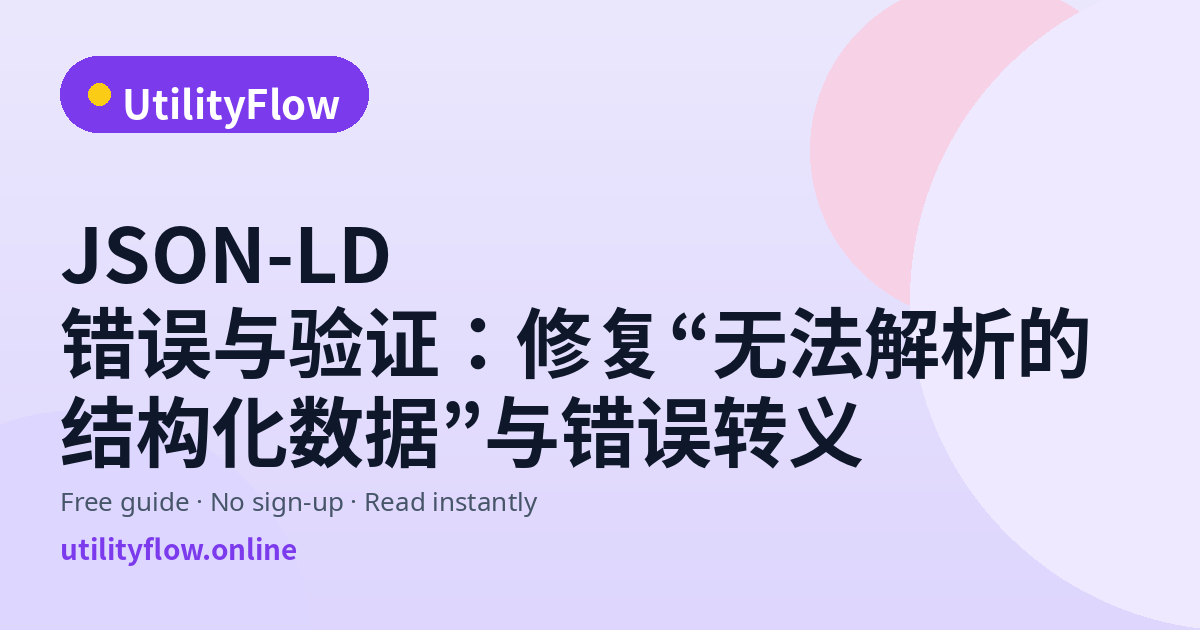 UtilityFlow
JSON-LD
错误与验证：修复“无法解析的
结构化数据”与错误转义
Free guide · No sign-up · Read instantly
utilityflow.online